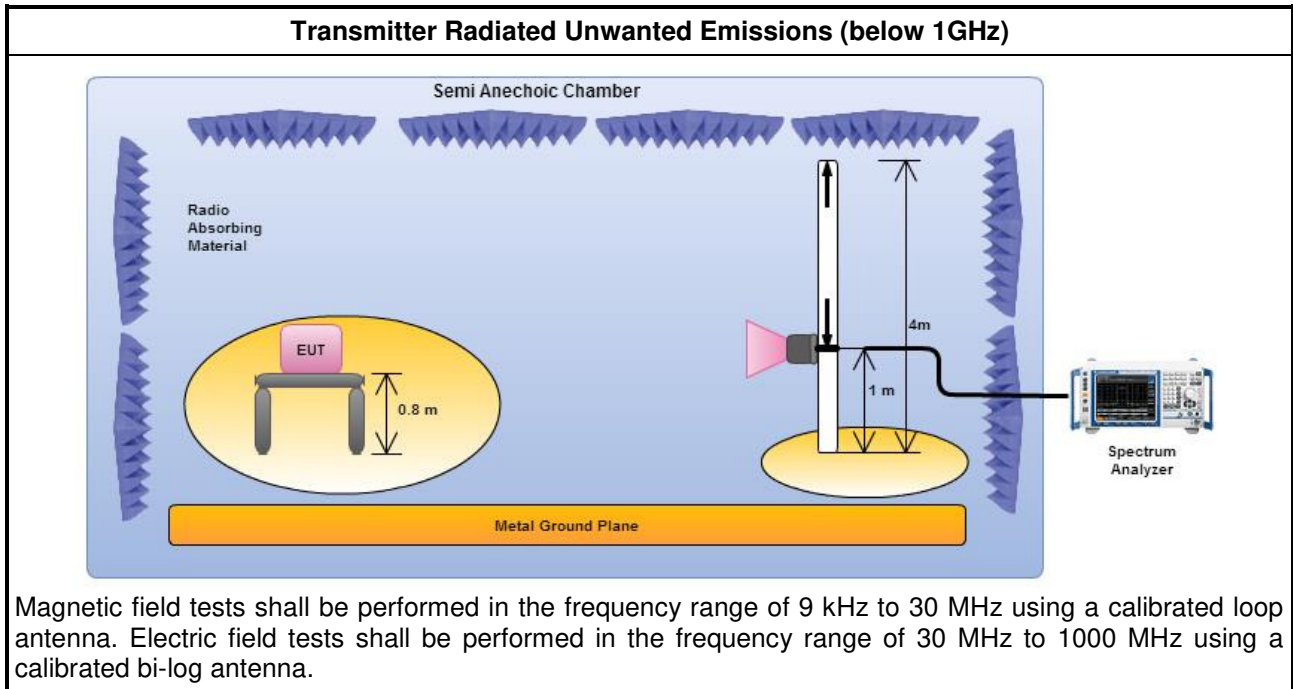 Transmitter Radiated Unwanted Emissions (below 1GHz)
Semi Anechoic Chamber
Radio
Absorbing
Material
EUT
0.8 m
4m
1 m
Spectrum
Analyzer
Metal Ground Plane
Magnetic field tests shall be performed in the frequency range of 9 kHz to 30 MHz using a calibrated loop
antenna. Electric field tests shall be performed in the frequency range of 30 MHz to 1000 MHz using a
calibrated bi-log antenna.